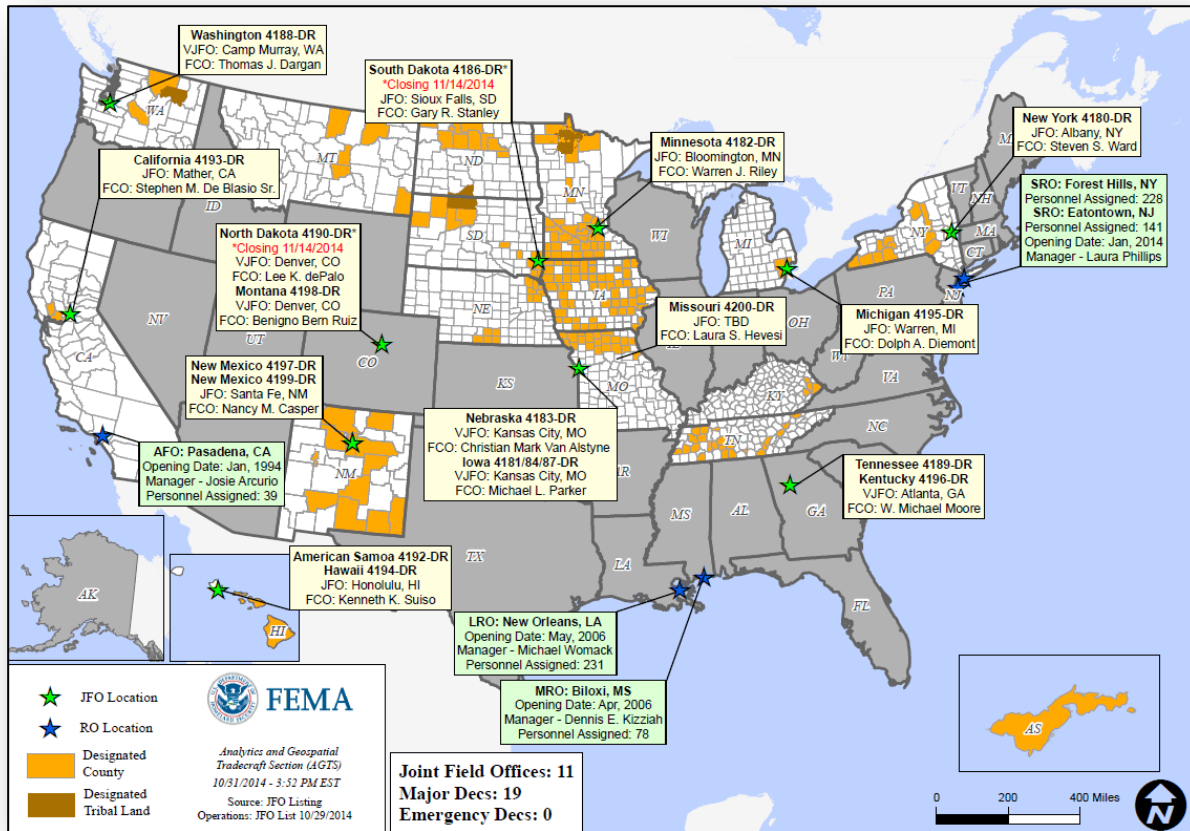 Washington 4188-DR
VJFO: Camp Murray, WA
FCO: Thomas J. Dargan
South Dakota 4186-DR*
*Closing 11/14/2014
JFO: Sioux Falls, SD
FCO: Gary R. Stanley
New York 4180-DR
JFO: Albany, NY
FCO: Steven S. Ward
Minnesota 4182-DR
JFO: Bloomington, MN
FCO: Warren J. Riley
California 4193-DR
JFO: Mather, CA
FCO: Stephen M. De Blasio Sr.
SRO: Forest Hills, NY
Personnel Assigned: 228
SRO: Eatontown, NJ
Personnel Assigned: 141
Opening Date: Jan, 2014
Manager - Laura Phillips
North Dakota 4190-DR*
*Closing 11/14/2014
VJFO: Denver, CO
FCO: Lee K. dePalo
Montana 4198-DR
VJFO: Denver, CO
FCO: Benigno Bern Ruiz
Missouri 4200-DR
JFO: TBD
FCO: Laura S. Hevesi
Michigan 4195-DR
JFO: Warren, MI
FCO: Dolph A. Diemont
New Mexico 4197-DR
New Mexico 4199-DR
JFO: Santa Fe, NM
FCO: Nancy M. Casper
Nebraska 4183-DR
VJFO: Kansas City, MO
FCO: Christian Mark Van Alstyne
Iowa 4181/84/87-DR
VJFO: Kansas City, MO
FCO: Michael L. Parker
AFO: Pasadena, CA
Opening Date: Jan, 1994
Manager - Josie Arcurio
Personnel Assigned: 39
Tennessee 4189-DR
Kentucky 4196-DR
VJFO: Atlanta, GA
FCO: W. Michael Moore
American Samoa 4192-DR
Hawaii 4194-DR
JFO: Honolulu, HI
FCO: Kenneth K. Suiso
LRO: New Orleans, LA
Opening Date: May, 2006
Manager - Michael Womack
Personnel Assigned: 231
MRO: Biloxi, MS
Opening Date: Apr, 2006
Manager - Dennis E. Kizziah
Personnel Assigned: 78
WA
MT
ND
MN
ID
SD
WI
MI
NY
VT
NH
MA
CT
NV
UT
CO
NE
IA
PA
NJ
OH
CA
KS
MO
KY
VA
NM
TN
NC
TX
LA
MS
AL
GA
FL
AK
HI
AS
JFO Location
RO Location
Designated
County
Designated
Tribal Land
FEMA
Analytics and Geospatial
Tradecraft Section (AGTS)
10/31/2014 - 3:52 PM EST
Source: JFO Listing
Operations: JFO List 10/29/2014
Joint Field Offices: 11
Major Decs: 19
Emergency Decs: 0
0 200 400 Miles
N